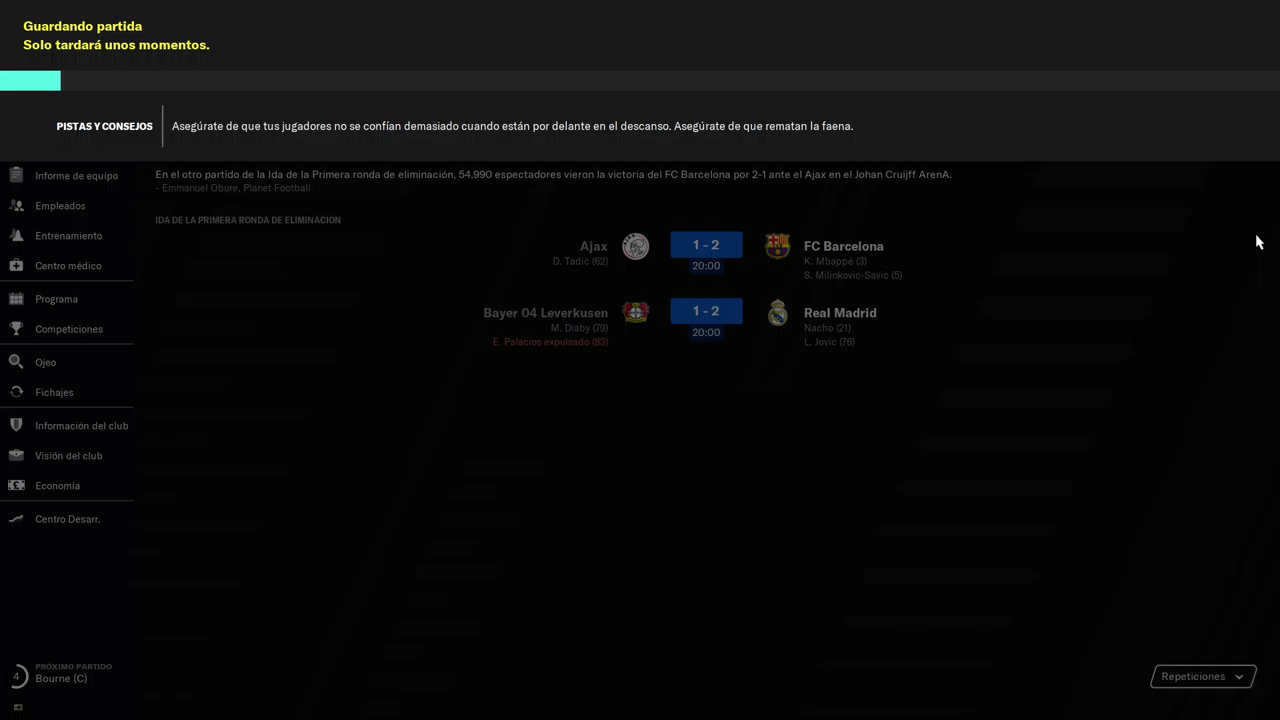 Guardando partida
Solo tardará unos momentos.
PISTAS Y CONSEJOS
Asegúrate de que tus jugadores no se confían demasiado cuando están por delante en el descanso. Asegúrate de que rematan la faena.
Informe de equipo
Empleados
Entrenamiento
Centro médico
Programa
Competiciones
Ojeo
Fichajes
Información del club
Visión del club
Economía
Centro Desarr.
En el otro partido de la Ida de la Primera ronda de eliminación, 54.990 espectadores vieron la victoria del FC Barcelona por 2-1 ante el Ajax en el Johan Cruijff ArenA.
- Emmanuel Obure, Planet Football
IDA DE LA PRIMERA RONDA DE ELIMINACIÓN
Ajax 1 - 2 FC Barcelona
D. Tadic (62) 20:00 K. Mbappé (3)
S. Milinkovic-Savic (5)
Bayer 04 Leverkusen 1 - 2 Real Madrid
M. Diaby (79) 20:00 Nacho (21)
E. Palacios expulsado (83) L. Jovic (76)
4 PRÓXIMO PARTIDO
Bourne (C)
Repeticiones